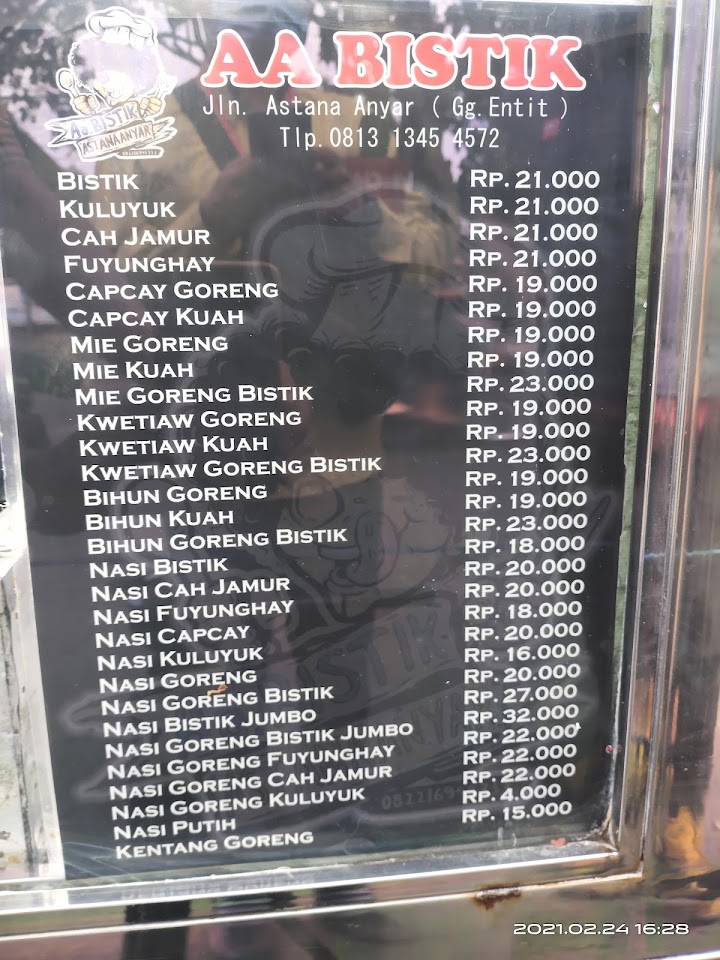 AA BISTIK
Jln. Astana Anyar ( Gg.Entit )
Tlp. 0813 1345 4572
AA BISTIK
ASTANA ANYAR
BISTIK RP. 21.000
KULUYUK RP. 21.000
CAH JAMUR RP. 21.000
FUYUNGHAY RP. 21.000
CAPCAY GORENG RP. 19.000
CAPCAY KUAH RP. 19.000
MIE GORENG RP. 19.000
MIE KUAH RP. 19.000
MIE GORENG BISTIK RP. 23.000
KWETIAW GORENG RP. 19.000
KWETIAW KUAH RP. 19.000
KWETIAW GORENG BISTIK RP. 23.000
BIHUN GORENG RP. 19.000
BIHUN KUAH RP. 19.000
BIHUN GORENG BISTIK RP. 23.000
NASI BISTIK RP. 18.000
NASI CAH JAMUR RP. 20.000
NASI FUYUNGHAY RP. 20.000
NASI CAPCAY RP. 18.000
NASI KULUYUK RP. 20.000
NASI GORENG RP. 16.000
NASI GORENG BISTIK RP. 20.000
NASI BISTIK JUMBO RP. 27.000
NASI GORENG BISTIK JUMBO RP. 32.000
NASI GORENG FUYUNGHAY RP. 22.000
NASI GORENG CAH JAMUR RP. 22.000
NASI GORENG KULUYUK RP. 22.000
NASI PUTIH RP. 4.000
KENTANG GORENG RP. 15.000
2021.02.24 16:28